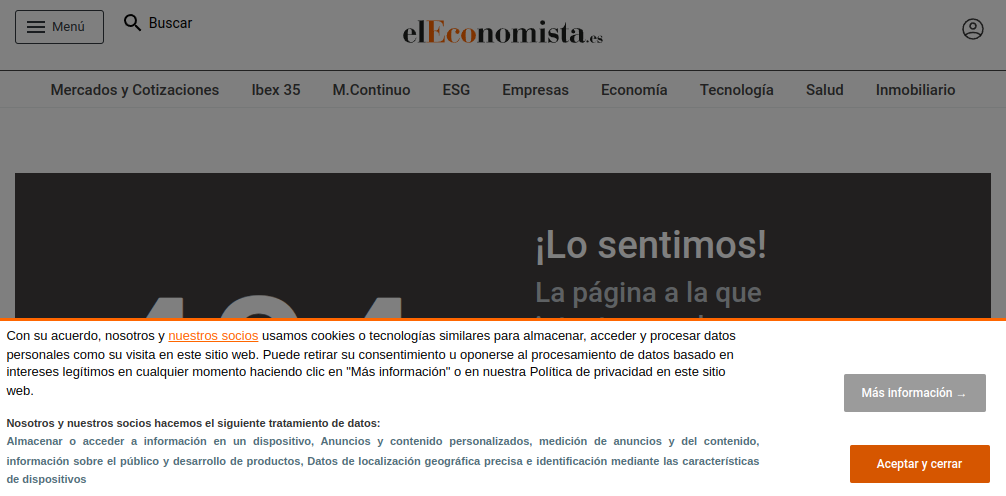 Menú
Buscar
elEconomista.es
Mercados y Cotizaciones Ibex 35 M.Continuo ESG Empresas Economía Tecnología Salud Inmobiliario
¡Lo sentimos!
La página a la que
Con su acuerdo, nosotros y nuestros socios usamos cookies o tecnologías similares para almacenar, acceder y procesar datos
personales como su visita en este sitio web. Puede retirar su consentimiento u oponerse al procesamiento de datos basado en
intereses legítimos en cualquier momento haciendo clic en "Más información" o en nuestra Política de privacidad en este sitio
web.
Nosotros y nuestros socios hacemos el siguiente tratamiento de datos:
Almacenar o acceder a información en un dispositivo, Anuncios y contenido personalizados, medición de anuncios y del contenido,
información sobre el público y desarrollo de productos, Datos de localización geográfica precisa e identificación mediante las características
de dispositivos
Más información →
Aceptar y cerrar